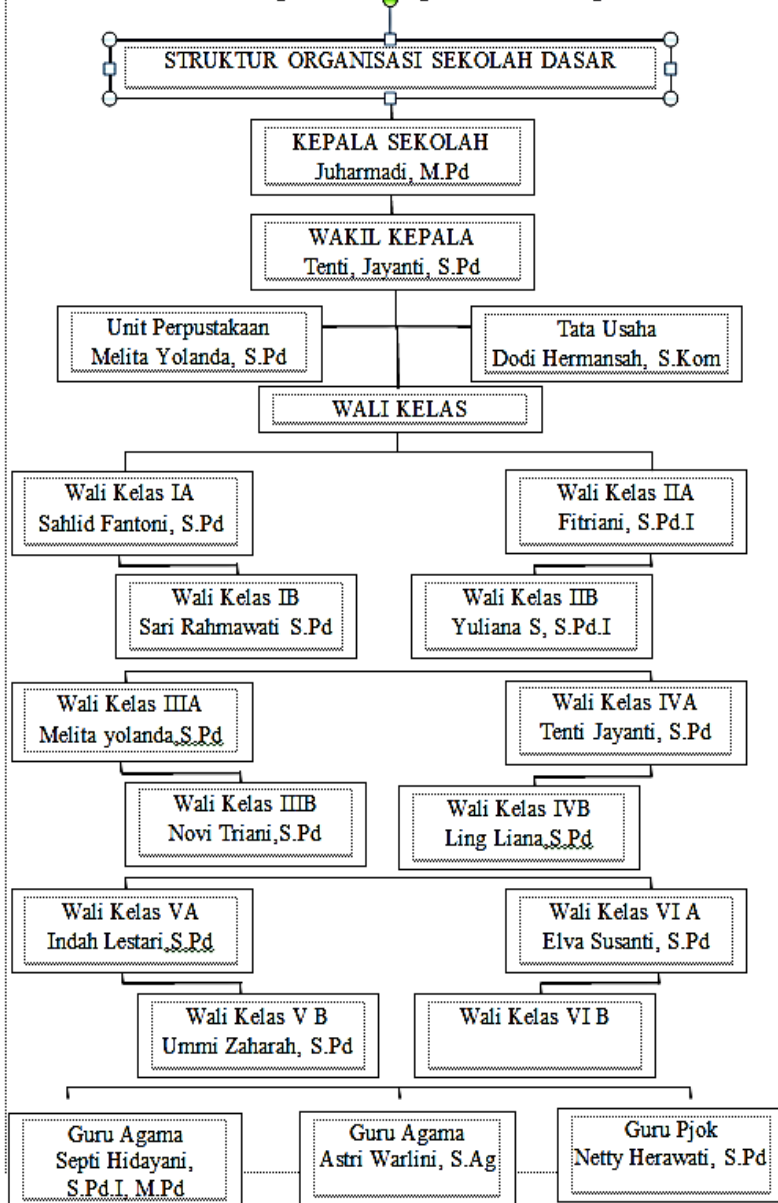 STRUKTUR ORGANISASI SEKOLAH DASAR
KEPALA SEKOLAH
Juharmadi, M.Pd
WAKIL KEPALA
Tenti, Jayanti, S.Pd
Unit Perpustakaan
Melita Yolanda, S.Pd
Tata Usaha
Dodi Hermansah, S.Kom
WALI KELAS
Wali Kelas IA
Sahlid Fantoni, S.Pd
Wali Kelas IIA
Fitriani, S.Pd.I
Wali Kelas IB
Sari Rahmawati S.Pd
Wali Kelas IIB
Yuliana S, S.Pd.I
Wali Kelas IIIA
Melita yolanda,S.Pd
Wali Kelas IVA
Tenti Jayanti, S.Pd
Wali Kelas IIIB
Novi Triani,S.Pd
Wali Kelas IVB
Ling Liana,S.Pd
Wali Kelas VA
Indah Lestari,S.Pd
Wali Kelas VI A
Elva Susanti, S.Pd
Wali Kelas V B
Ummi Zaharah, S.Pd
Wali Kelas VI B
Guru Agama
Septi Hidayani,
S.Pd.I, M.Pd
Guru Agama
Astri Warlini, S.Ag
Guru Pjok
Netty Herawati, S.Pd